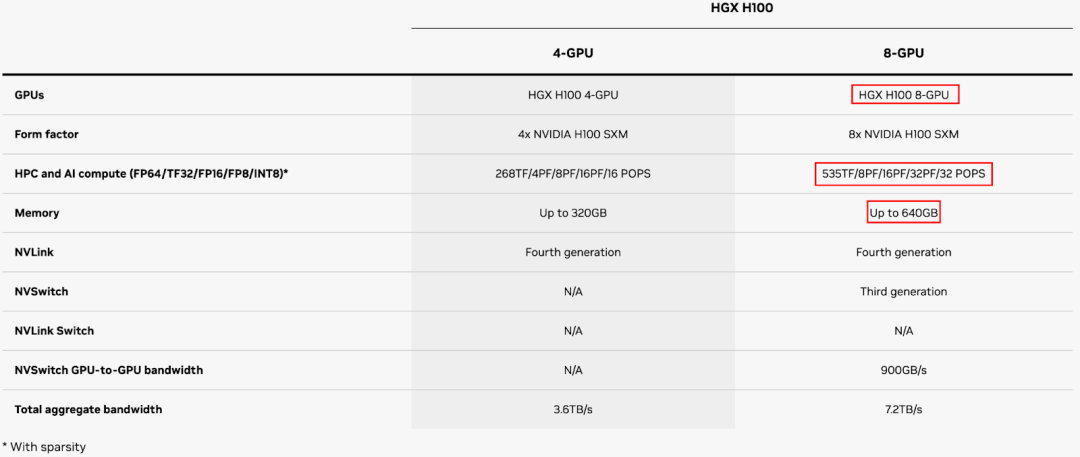 HGX H100
4-GPU 8-GPU
GPUs HGX H100 4-GPU HGX H100 8-GPU
Form factor 4x NVIDIA H100 SXM 8x NVIDIA H100 SXM
HPC and AI compute (FP64/TF32/FP16/FP8/INT8)* 268TF/4PF/8PF/16PF/16 POPS 535TF/8PF/16PF/32PF/32 POPS
Memory Up to 320GB Up to 640GB
NVLink Fourth generation Fourth generation
NVSwitch N/A Third generation
NVLink Switch N/A N/A
NVSwitch GPU-to-GPU bandwidth N/A 900GB/s
Total aggregate bandwidth 3.6TB/s 7.2TB/s
* With sparsity